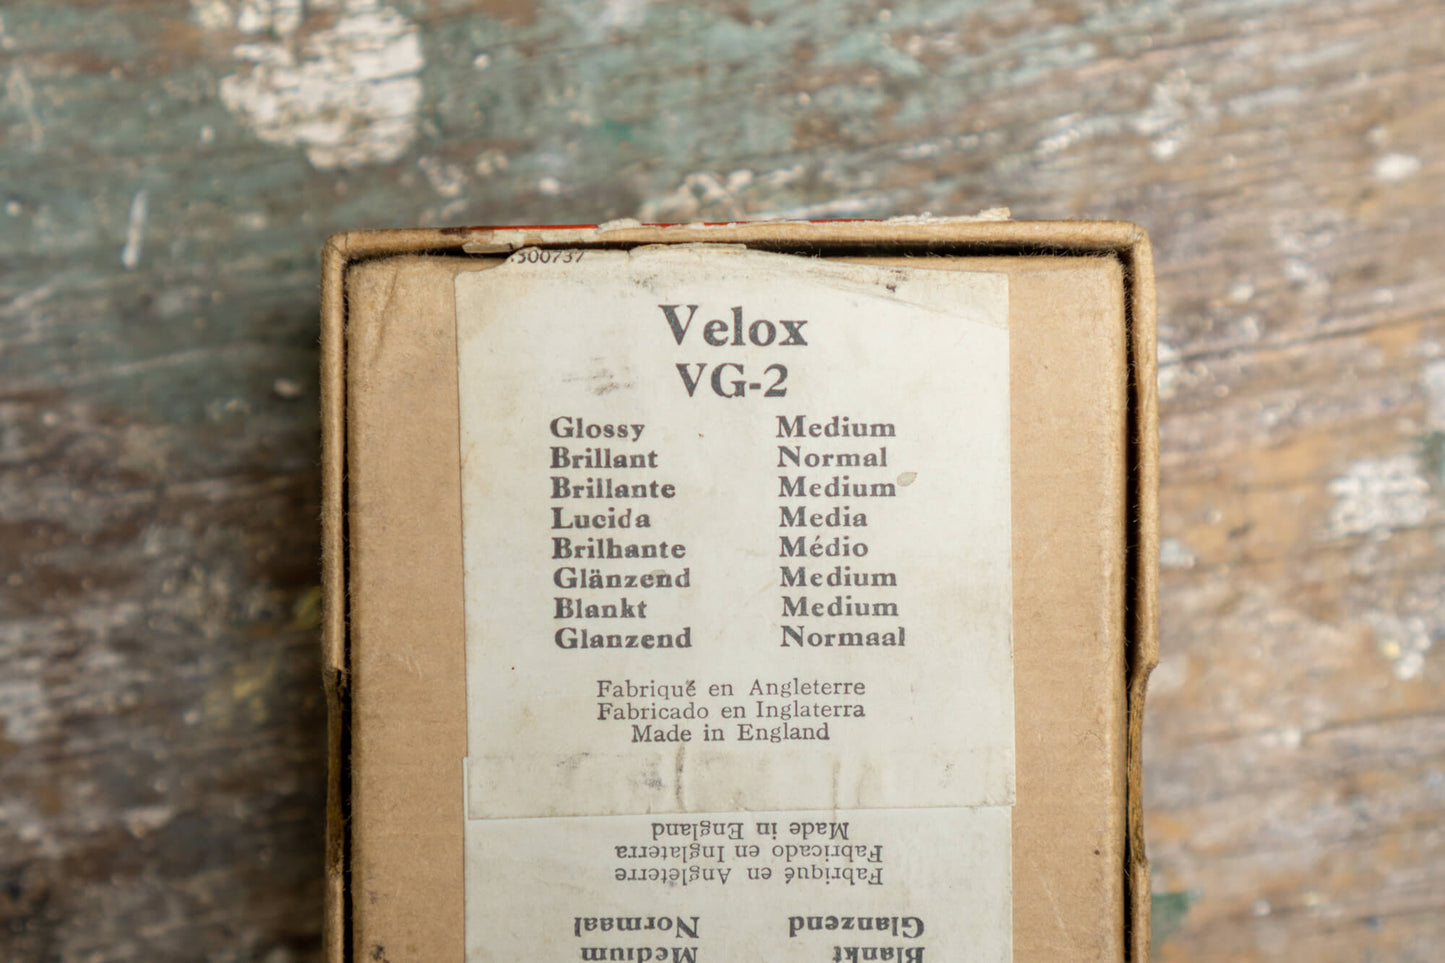 300737
Velox
VG-2
Glossy Medium
Brillant Normal
Brillante Medium
Lucida Media
Brilhante Médio
Glänzend Medium
Blankt Medium
Glanzend Normaal
Fabriqué en Angleterre
Fabricado en Inglaterra
Made in England
Made in England
Fabricado en Inglaterra
Fabriqué en Angleterre
Glanzend Normaal
Blankt Medium